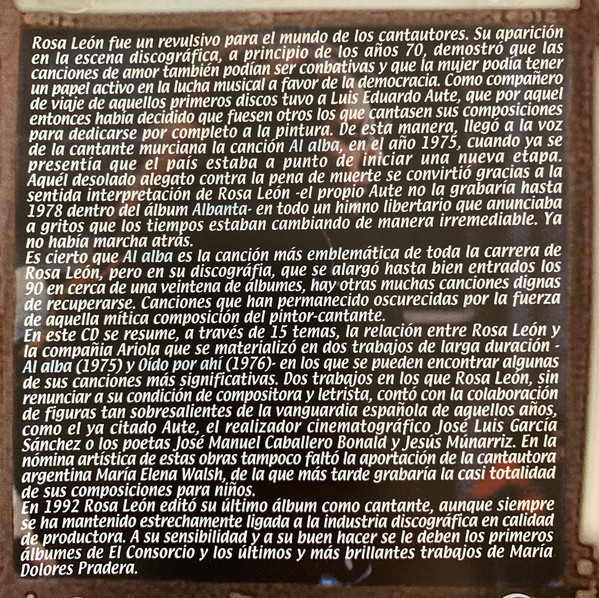 Rosa León fue un revulsivo para el mundo de los cantautores. Su aparición
en la escena discográfica, a principio de los años 70, demostró que las
canciones de amor también podían ser conbativas y que la mujer podía tener
un papel activo en la lucha musical a favor de la democracia. Como compañero
de viaje de aquellos primeros discos tuvo a Luis Eduardo Aute, que por aquel
entonces había decidido que fuesen otros los que cantasen sus composiciones
para dedicarse por completo a la pintura. De esta manera, llegó a la voz
de la cantante murciana la canción Al alba, en el año 1975, cuando ya se
presentía que el país estaba a punto de iniciar una nueva etapa.
Aquél desolado alegato contra la pena de muerte se convirtió gracias a la
sentida interpretación de Rosa León -el propio Aute no la grabaría hasta
1978 dentro del álbum Albanta- en todo un himno libertario que anunciaba
a gritos que los tiempos estaban cambiando de manera irremediable. Ya
no había marcha atrás.
Es cierto que Al alba es la canción más emblemática de toda la carrera de
Rosa León, pero en su discografía, que se alargó hasta bien entrados los
90 en cerca de una veintena de álbumes, hay otras muchas canciones dignas
de recuperarse. Canciones que han permanecido oscurecidas por la fuerza
de aquella mítica composición del pintor-cantante.
En este CD se resume, a través de 15 temas, la relación entre Rosa León y
la compañía Ariola que se materializó en dos trabajos de larga duración -
Al alba (1975) y Oído por ahí (1976)- en los que se pueden encontrar algunas
de sus canciones más significativas. Dos trabajos en los que Rosa León, sin
renunciar a su condición de compositora y letrista, contó con la colaboración
de figuras tan sobresalientes de la vanguardia española de aquellos años,
como el ya citado Aute, el realizador cinematográfico José Luis García
Sánchez o los poetas José Manuel Caballero Bonald y Jesús Múnarriz. En la
nómina artística de estas obras tampoco faltó la aportación de la cantautora
argentina María Elena Walsh, de la que más tarde grabaría la casi totalidad
de sus composiciones para niños.
En 1992 Rosa León editó su último álbum como cantante, aunque siempre
se ha mantenido estrechamente ligada a la industria discográfica en calidad
de productora. A su sensibilidad y a su buen hacer se le deben los primeros
álbumes de El Consorcio y los últimos y más brillantes trabajos de María
Dolores Pradera.